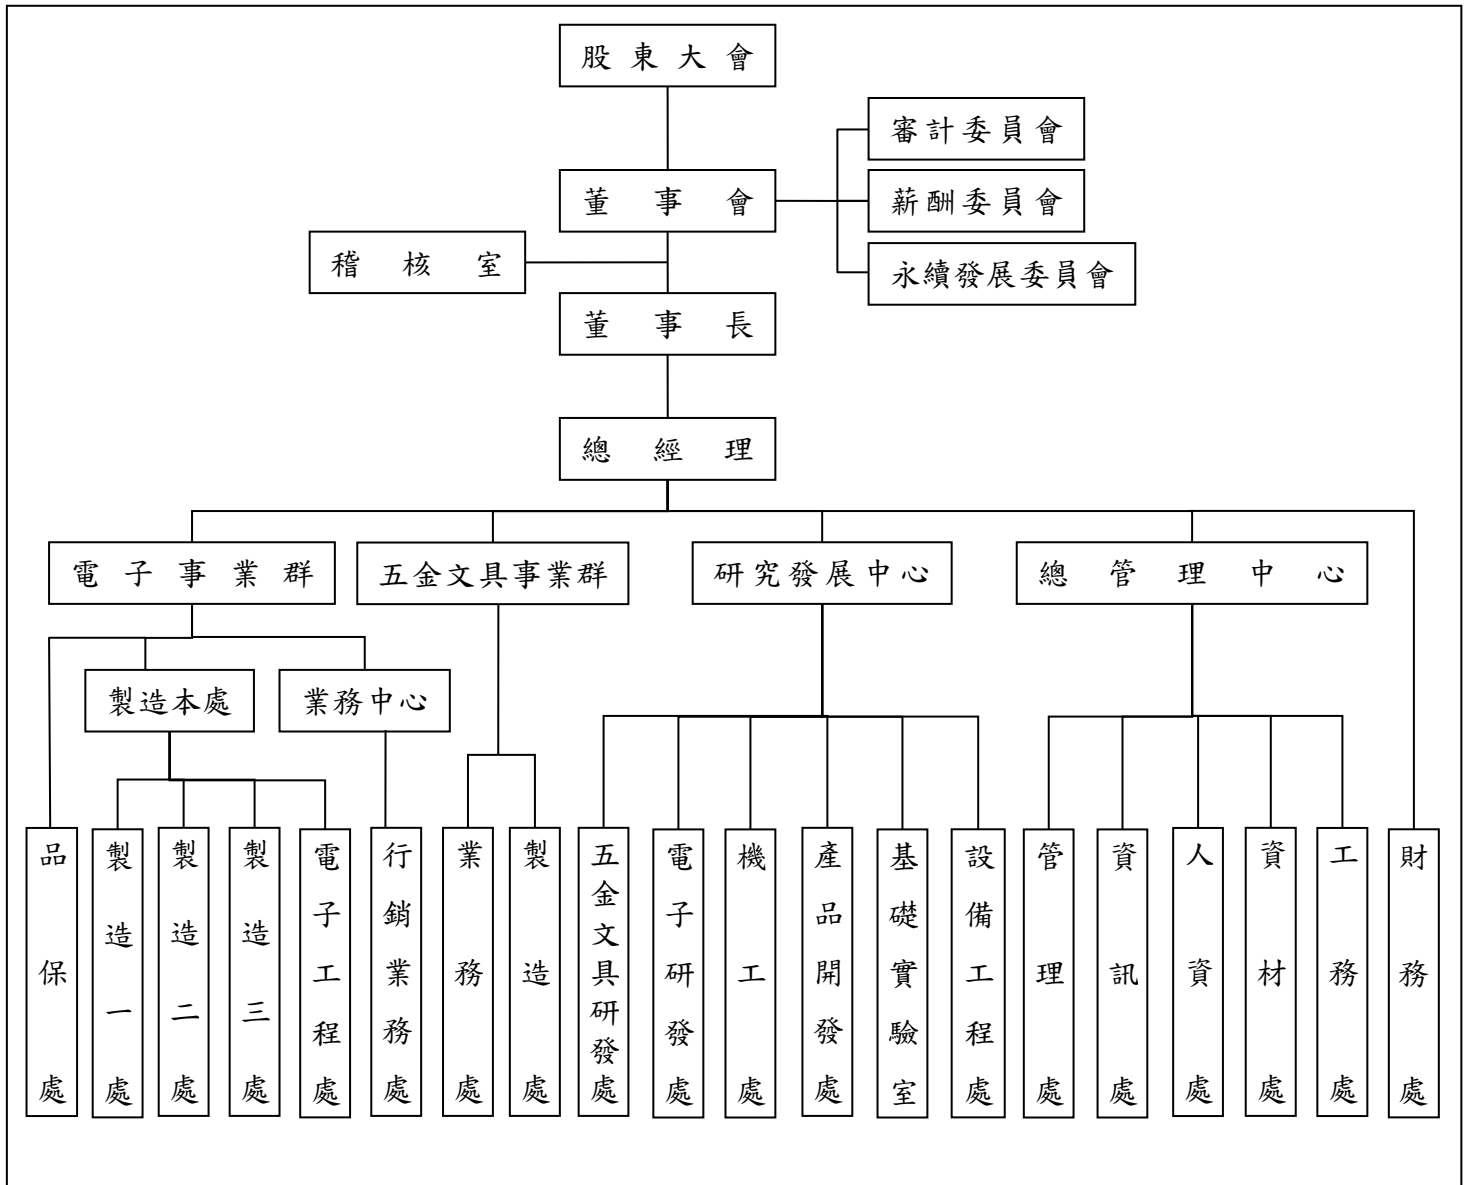 股東大會
審計委員會
董事會
薪酬委員會
稽核室
永續發展委員會
董事長
總經理
電子事業群
五金文具事業群
研究發展中心
總管理中心
製造本處
業務中心
品保處
製造一處
製造二處
製造三處
電子工程處
行銷業務處
業務處
製造處
五金文具研發處
電子研發處
機工處
產品開發處
基礎實驗室
設備工程處
管理處
資訊處
人資處
資材處
工務處
財務處